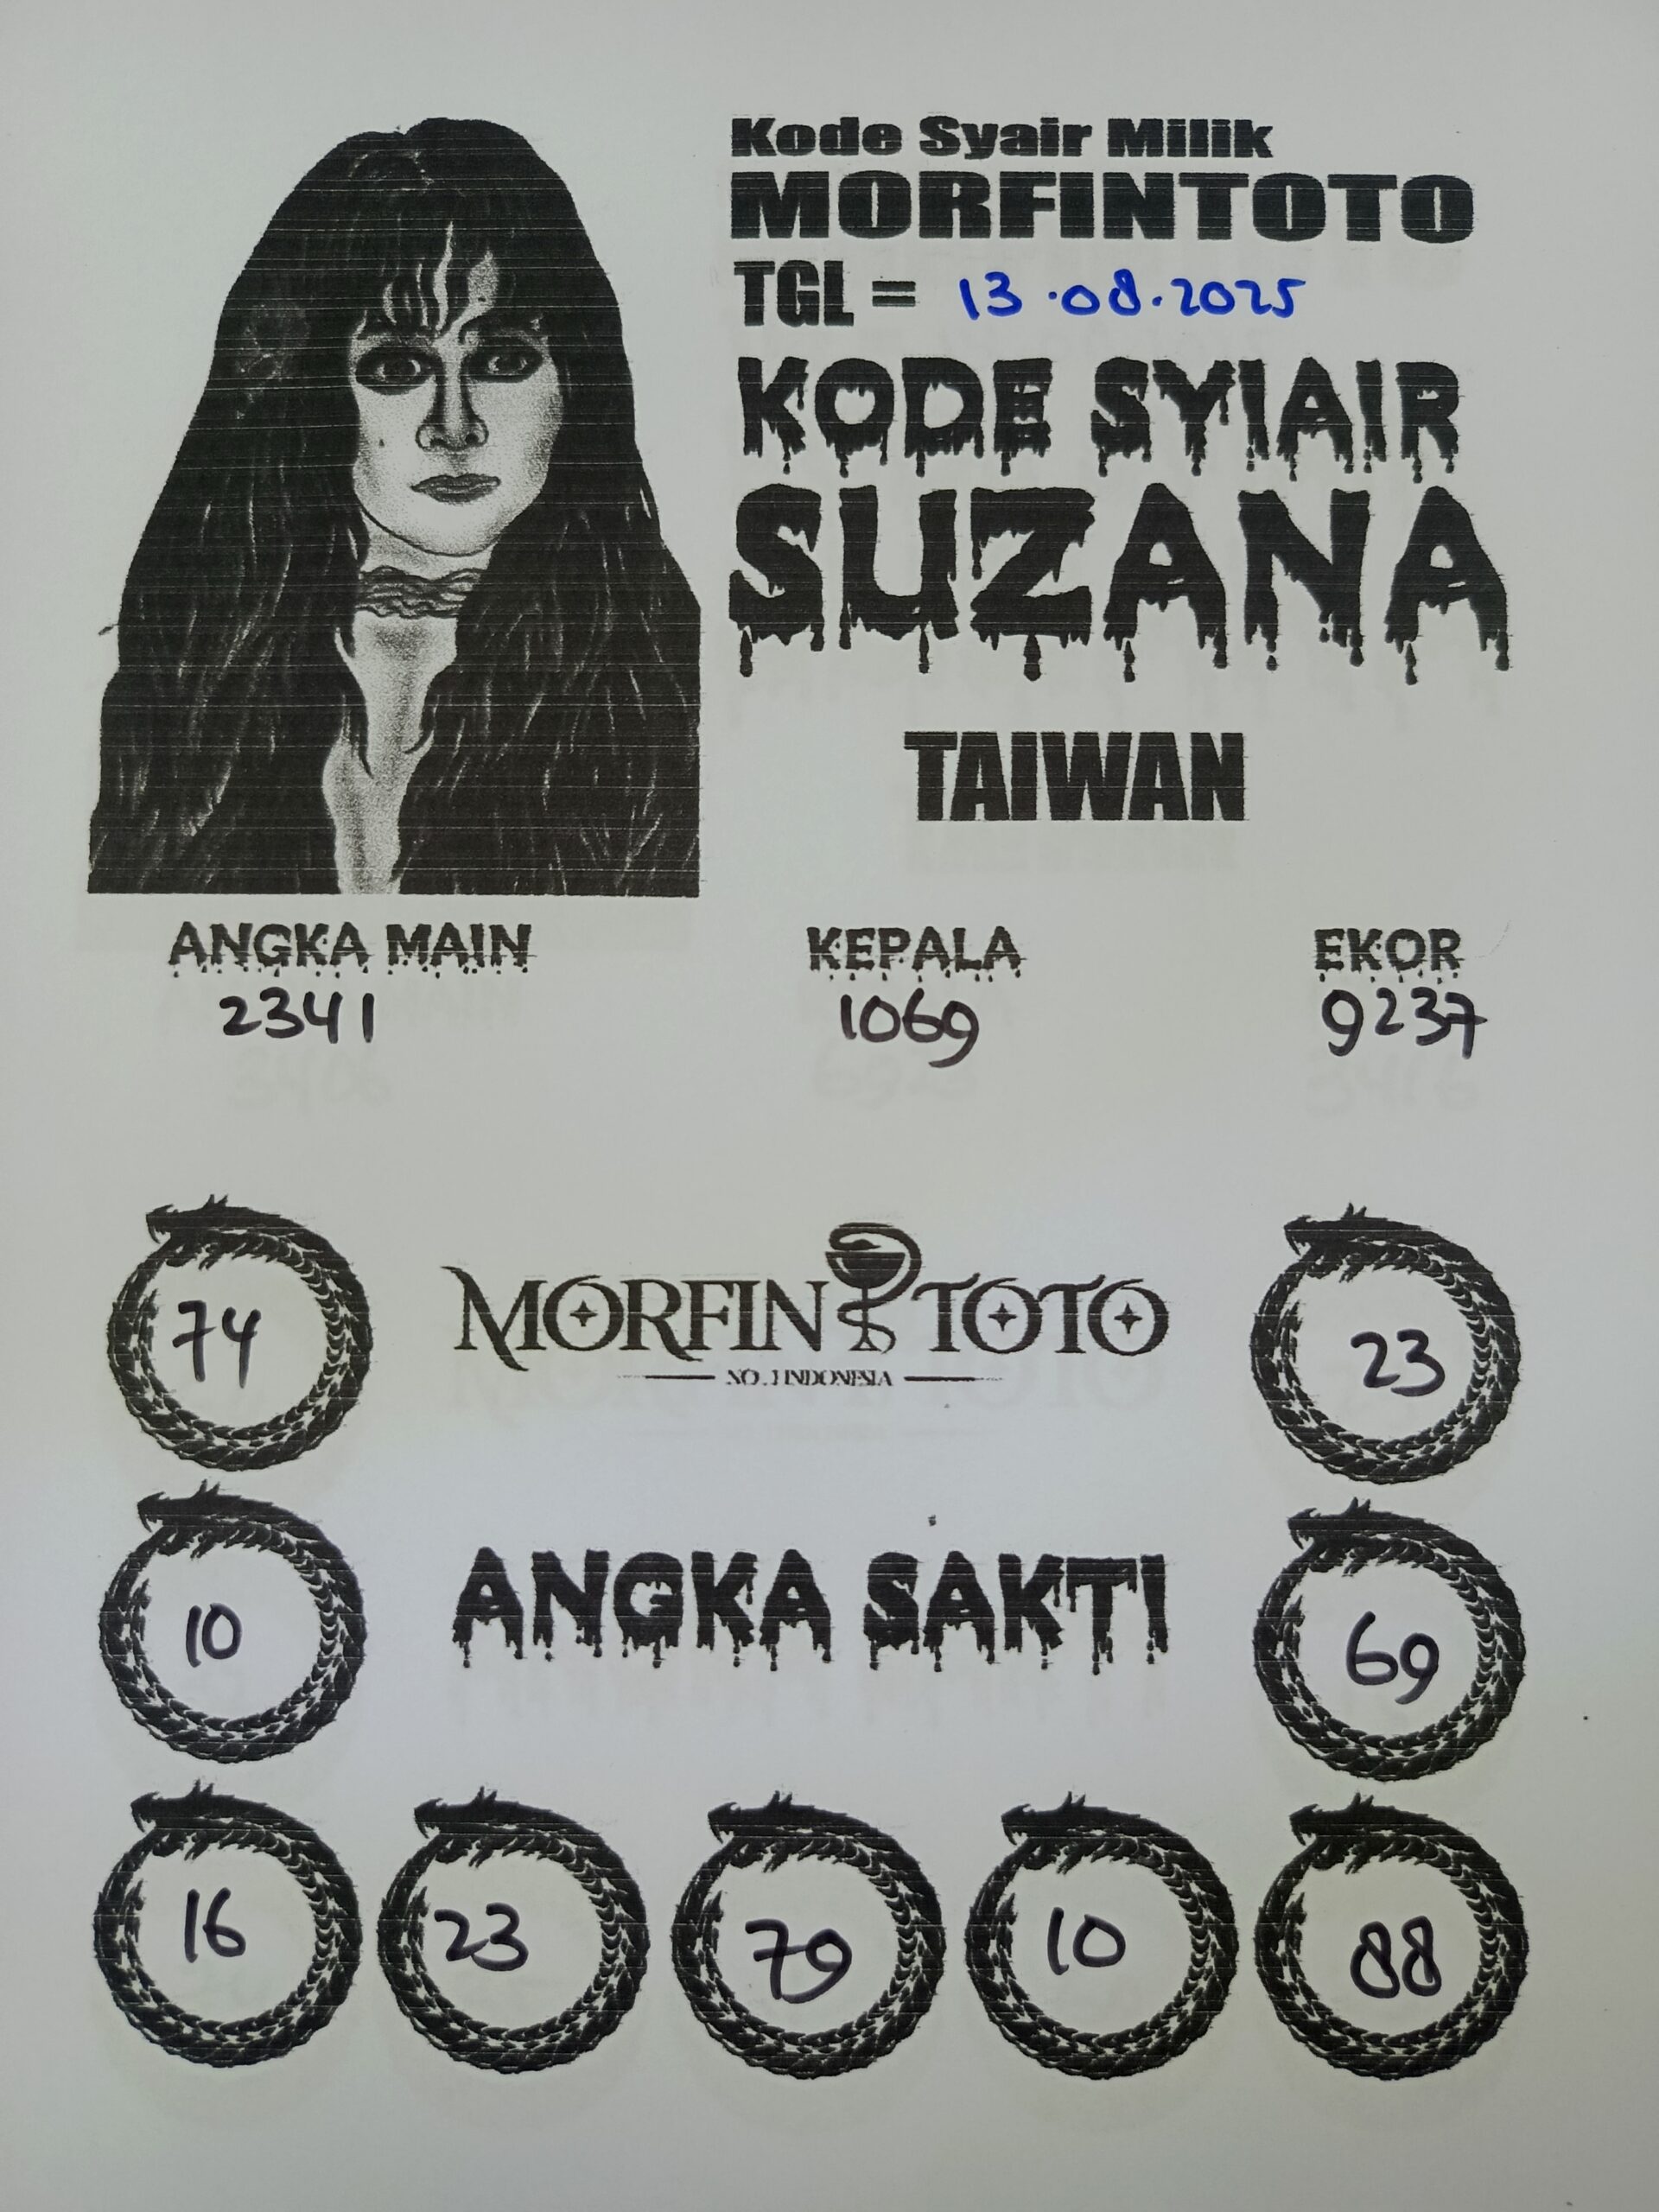 Kode Syair Milik
MORFINTOTO
TGL = 13.08.2025
KODE SYIAIR
SUZANA
TAIWAN
ANGKA MAIN KEPALA EKOR
2341 1069 9237
74 MORFIN TOTO 23
NO.1 INDONESIA
10 ANGKA SAKTI 69
16 23 79 10 88